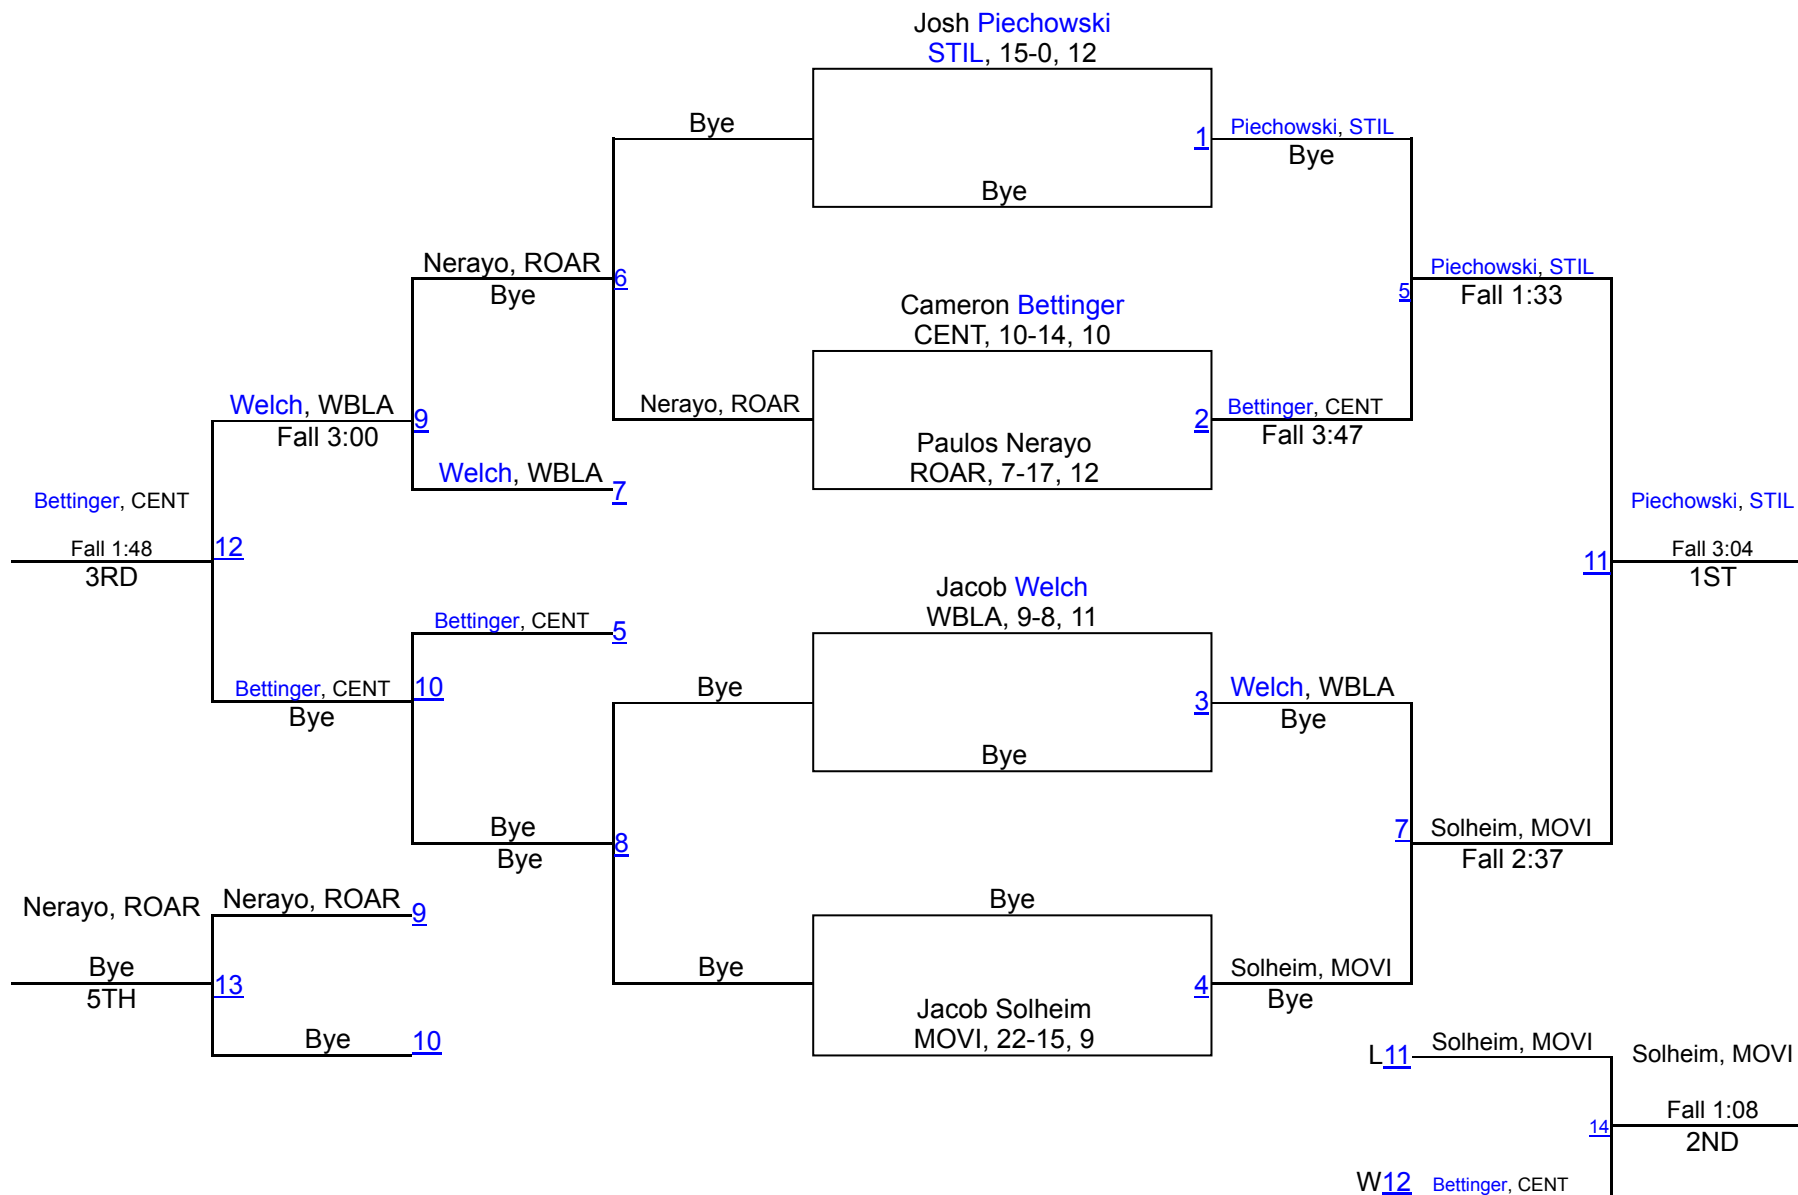 Josh Piechowski
STIL, 15-0, 12
Bye
1
Piechowski, STIL
Bye
Bye
Nerayo, ROAR
Bye
6
Piechowski, STIL
Fall 1:33
5
Cameron Bettinger
CENT, 10-14, 10
Welch, WBLA
Fall 3:00
9
Nerayo, ROAR
2
Bettinger, CENT
Fall 3:47
Paulos Nerayo
ROAR, 7-17, 12
Welch, WBLA
7
Bettinger, CENT
Fall 1:48
3RD
12
Piechowski, STIL
Fall 3:04
1ST
11
Jacob Welch
WBLA, 9-8, 11
Bettinger, CENT
5
Bettinger, CENT
Bye
10
Bye
3
Welch, WBLA
Bye
Bye
Bye
Bye
8
7
Solheim, MOVI
Fall 2:37
Nerayo, ROAR
Nerayo, ROAR
9
Bye
Bye
5TH
13
Bye
4
Solheim, MOVI
Bye
Jacob Solheim
MOVI, 22-15, 9
Bye
10
L11
Solheim, MOVI
Solheim, MOVI
Fall 1:08
2ND
14
W12
Bettinger, CENT